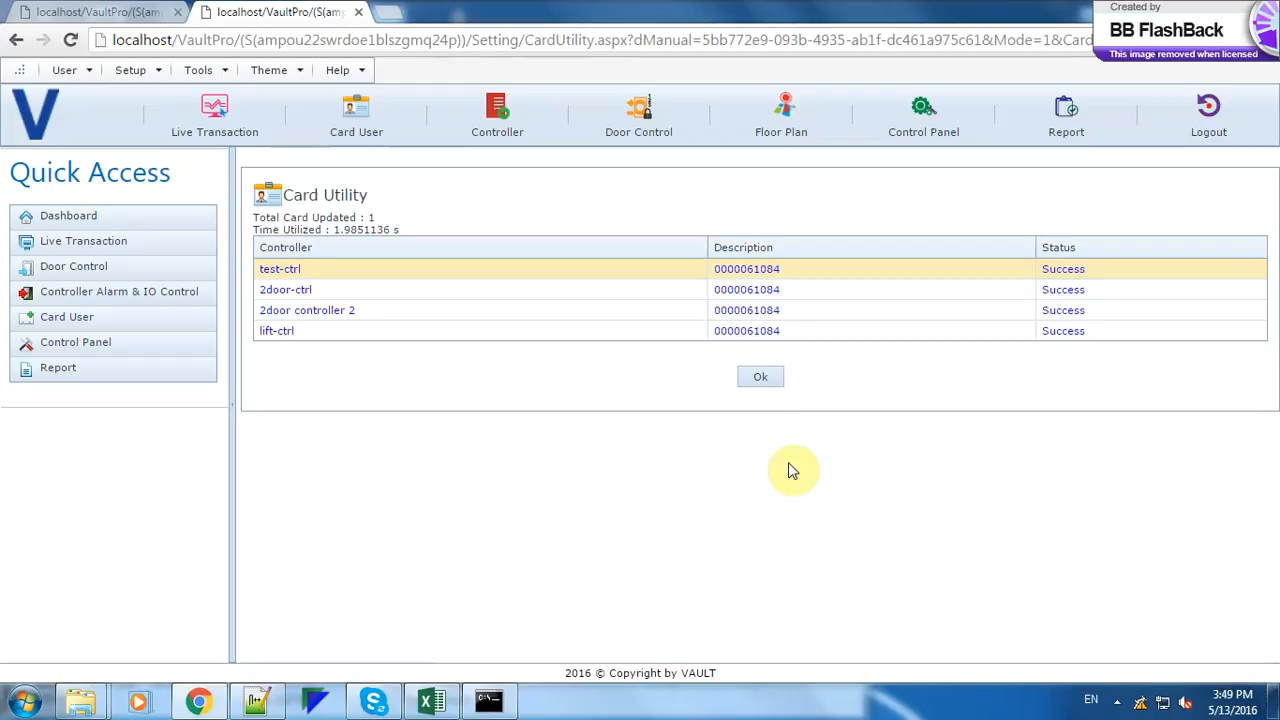 localhost/VaultPro/(S(amp
localhost/VaultPro/(S(amp
Created by
BB FlashBack
This image removed when licensed
localhost/VaultPro/(S(ampou22swrdoe1blszgmq24p))/Setting/CardUtility.aspx?dManual=5bb772e9-093b-4935-ab1f-dc461a975c61&Mode=1&Card
User Setup Tools Theme Help
V
Live Transaction Card User Controller Door Control Floor Plan Control Panel Report Logout
Quick Access
Dashboard
Live Transaction
Door Control
Controller Alarm & IO Control
Card User
Control Panel
Report
Card Utility
Total Card Updated : 1
Time Utilized : 1.9851136 s
Controller Description Status
test-ctrl 0000061084 Success
2door-ctrl 0000061084 Success
2door controller 2 0000061084 Success
lift-ctrl 0000061084 Success
Ok
2016 © Copyright by VAULT
EN
3:49 PM
5/13/2016